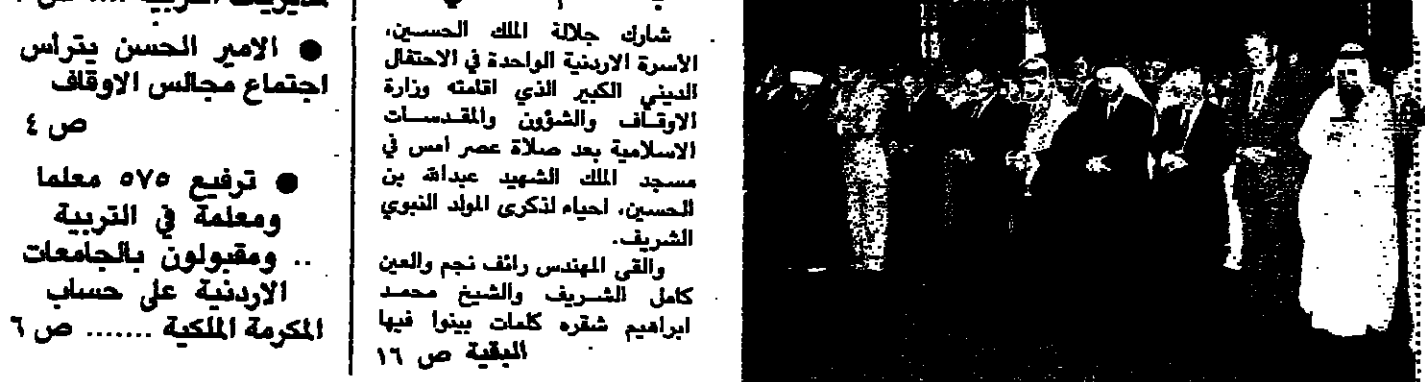 ● الامير الحسن يتراس
اجتماع مجالس الاوقاف
ص ٤
● ترفيع ٥٧٥ معلما
ومعلمة في التربية
.. ومقبولون بالجامعات
الاردنية على حساب
المكرمة الملكية ....... ص ٦
شارك جلالة الملك الحسين،
الاسرة الاردنية الواحدة في الاحتفال
الديني الكبير الذي اقامته وزارة
الاوقاف والشؤون والمقدسات
الاسلامية بعد صلاة عصر امس في
مسجد الملك الشهيد عبدالله بن
الحسين، احياء لذكرى المولد النبوي
الشريف.
والقى المهندس رائف نجم والعين
كامل الشريف والشيخ محمد
ابراهيم شقره كلمات بينوا فيها
البقية ص ١٦